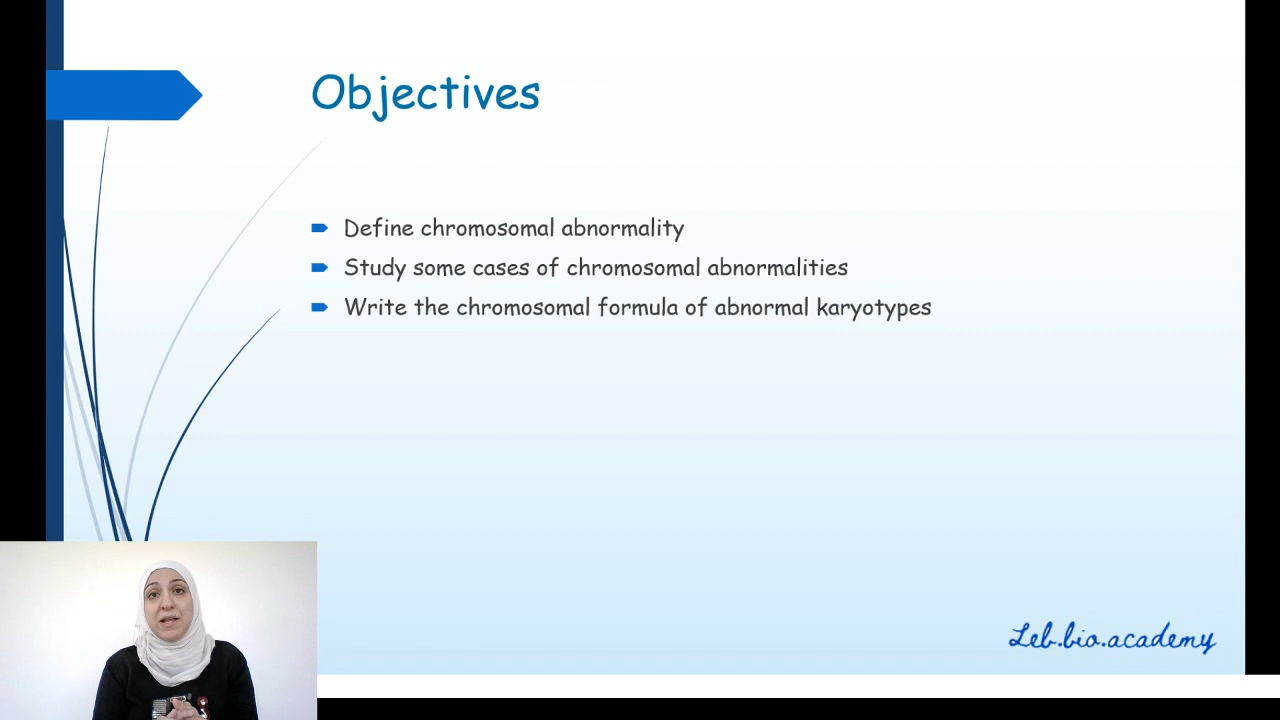 Objectives
Define chromosomal abnormality
Study some cases of chromosomal abnormalities
Write the chromosomal formula of abnormal karyotypes
Leb.bio.academy